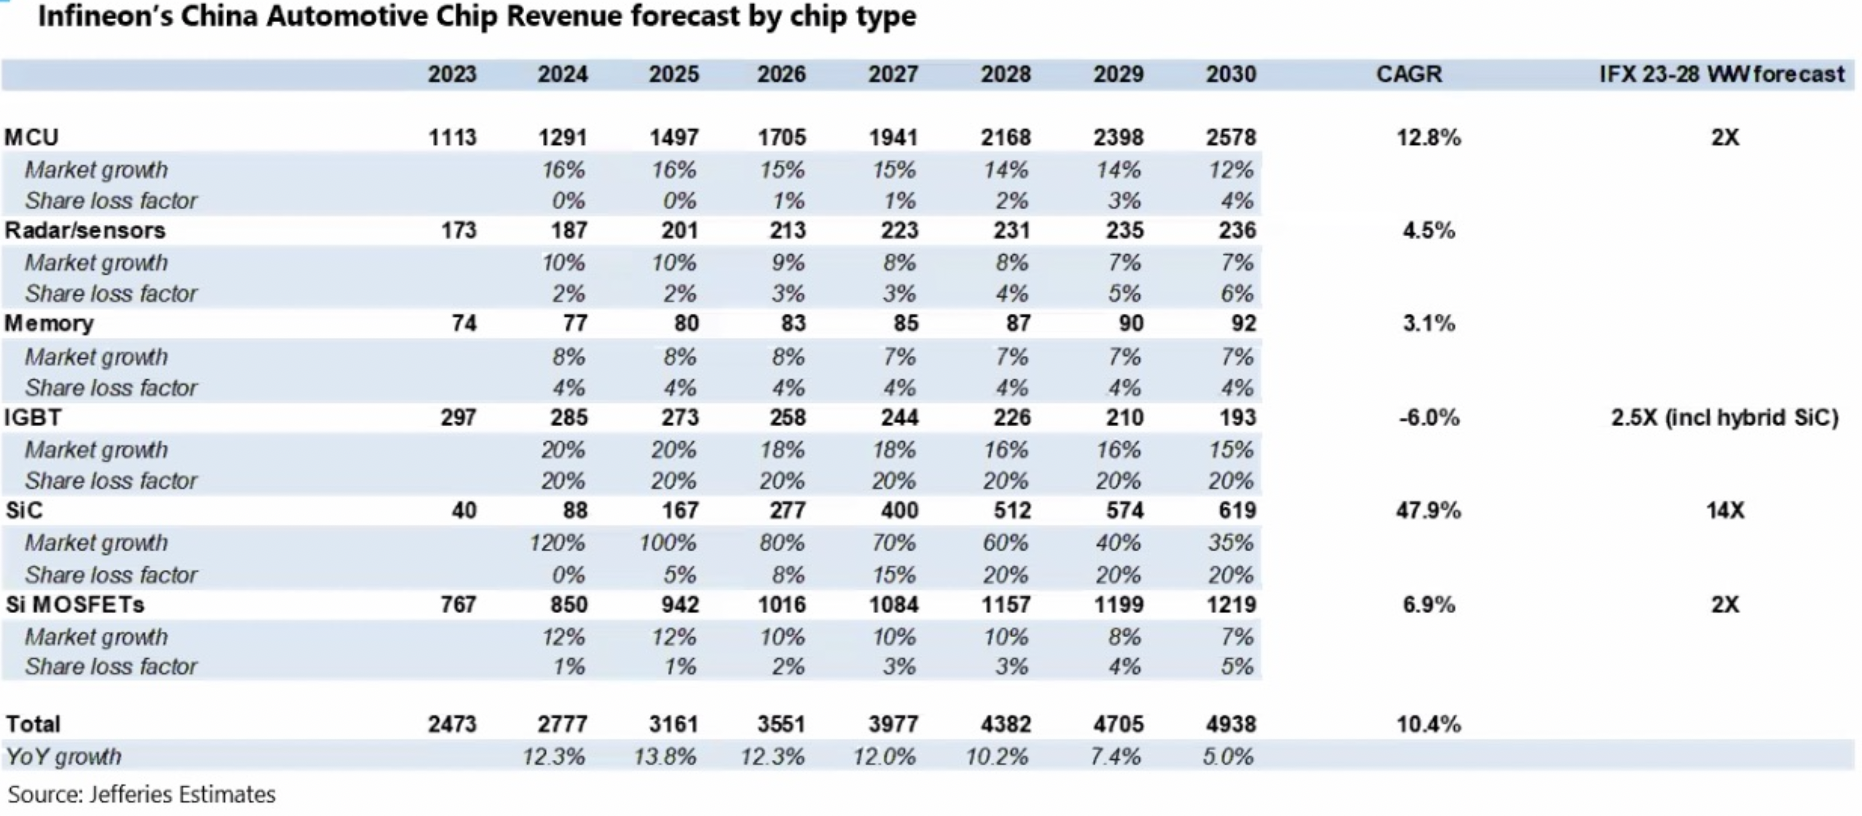 Infineon's China Automotive Chip Revenue forecast by chip type
2023 2024 2025 2026 2027 2028 2029 2030 CAGR IFX 23-28 WW forecast
MCU 1113 1291 1497 1705 1941 2168 2398 2578 12.8% 2X
Market growth 16% 16% 15% 15% 14% 14% 12%
Share loss factor 0% 0% 1% 1% 2% 3% 4%
Radar/sensors 173 187 201 213 223 231 235 236 4.5%
Market growth 10% 10% 9% 8% 8% 7% 7%
Share loss factor 2% 2% 3% 3% 4% 5% 6%
Memory 74 77 80 83 85 87 90 92 3.1%
Market growth 8% 8% 8% 7% 7% 7% 7%
Share loss factor 4% 4% 4% 4% 4% 4% 4%
IGBT 297 285 273 258 244 226 210 193 -6.0% 2.5X (incl hybrid SiC)
Market growth 20% 20% 18% 18% 16% 16% 15%
Share loss factor 20% 20% 20% 20% 20% 20% 20%
SiC 40 88 167 277 400 512 574 619 47.9% 14X
Market growth 120% 100% 80% 70% 60% 40% 35%
Share loss factor 0% 5% 8% 15% 20% 20% 20%
Si MOSFETs 767 850 942 1016 1084 1157 1199 1219 6.9% 2X
Market growth 12% 12% 10% 10% 10% 8% 7%
Share loss factor 1% 1% 2% 3% 3% 4% 5%
Total 2473 2777 3161 3551 3977 4382 4705 4938 10.4%
YoY growth 12.3% 13.8% 12.3% 12.0% 10.2% 7.4% 5.0%
Source: Jefferies Estimates